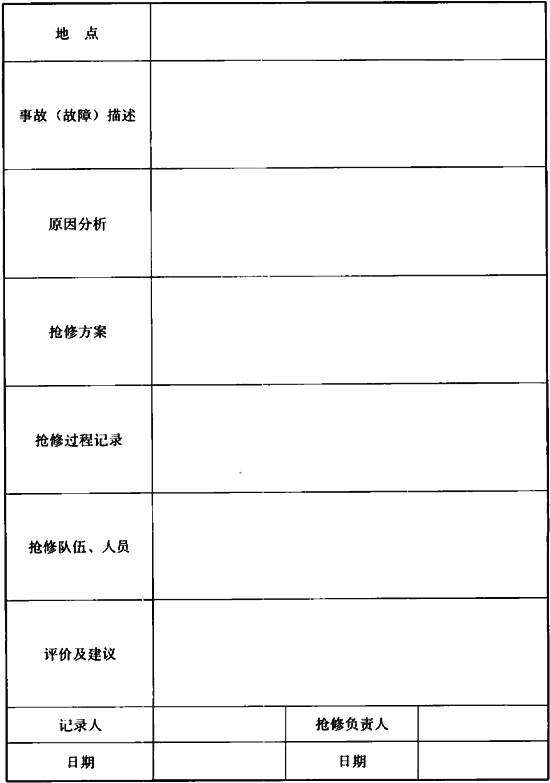 地 点
事故（故障）描述
原因分析
抢修方案
抢修过程记录
抢修队伍、人员
评价及建议
记录人 抢修负责人
日期 日期